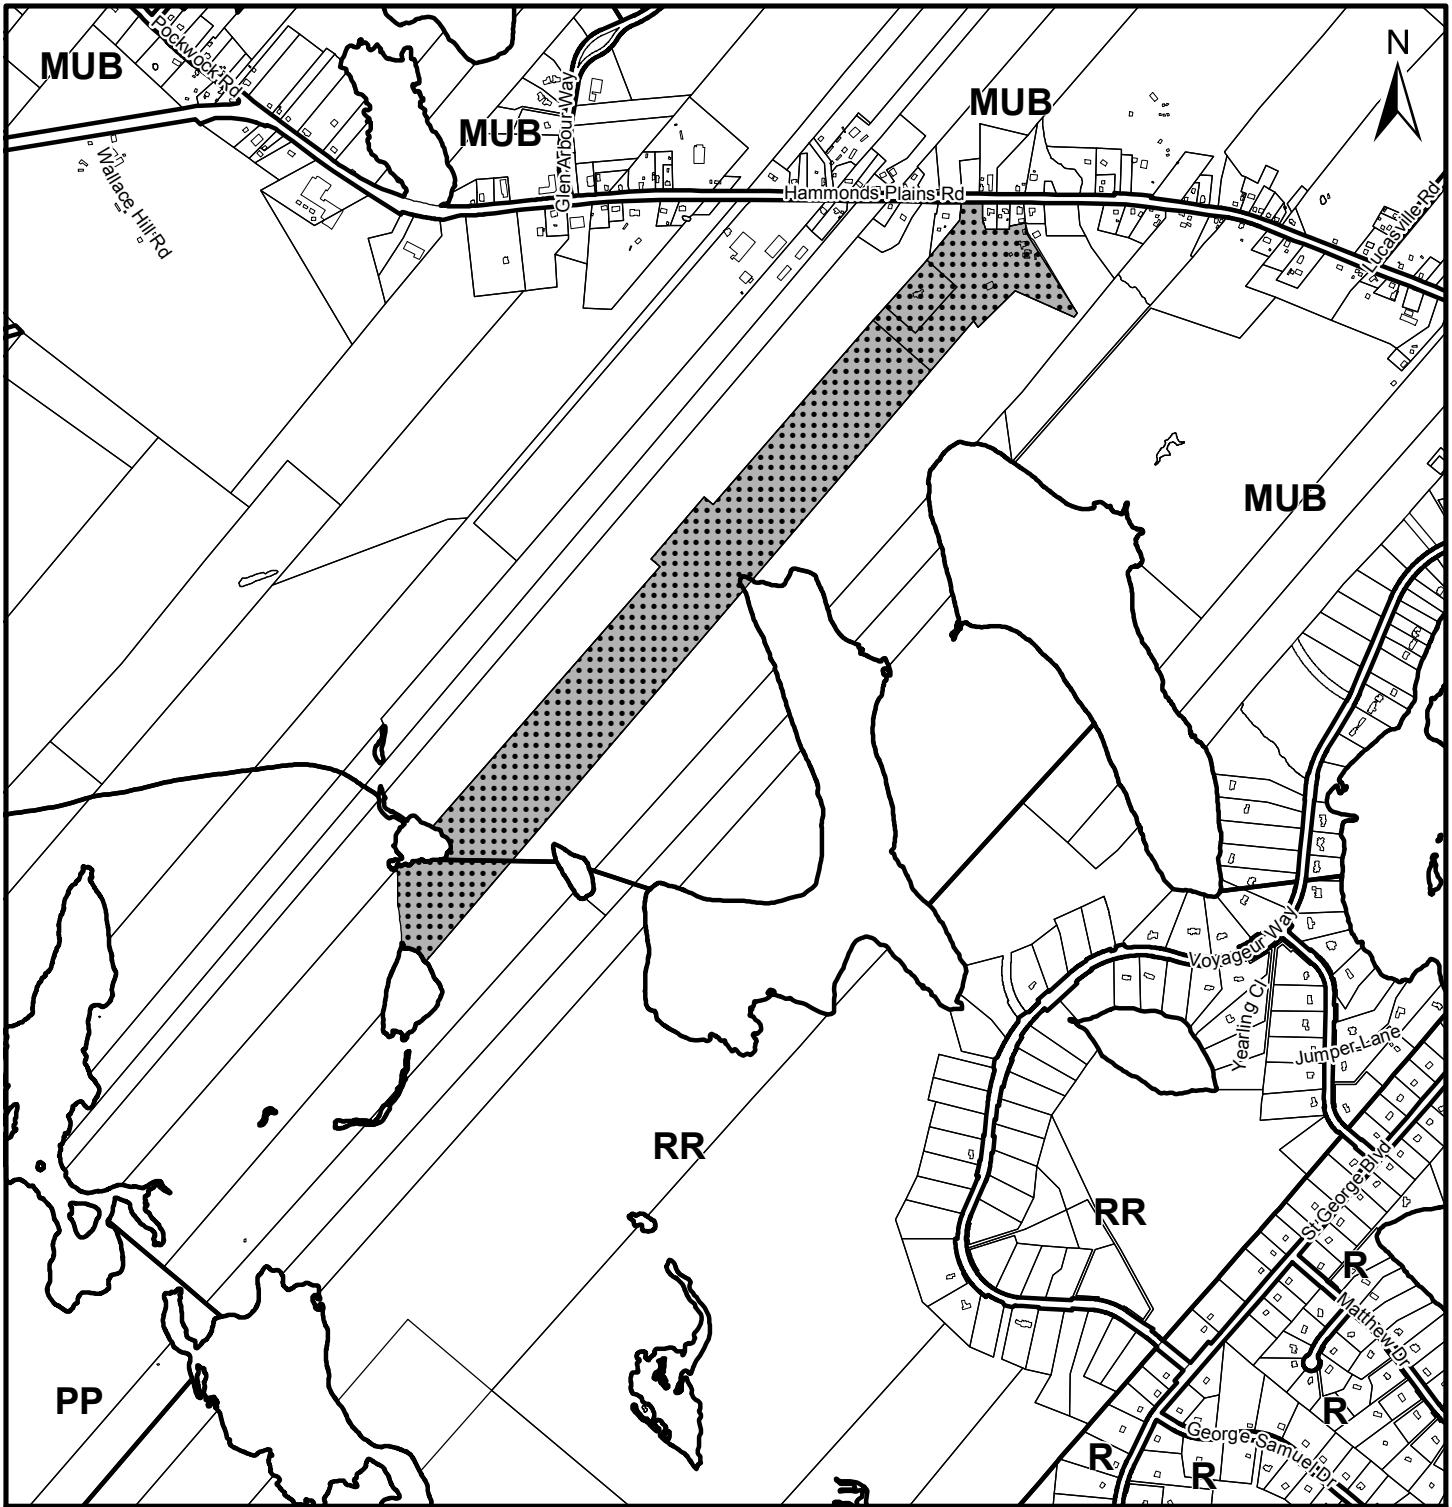 N
MUB
Pockwock Rd
MUB
MUB
Glen Arbour Way
Wallace Hill Rd
Hammonds Plains Rd
Lucasville Rd
MUB
Voyageur Way
Yearling Ct
Jumper Lane
RR
RR
St George Blvd
R
Matthew Dr
PP
R
George Samuel Dr
R
R